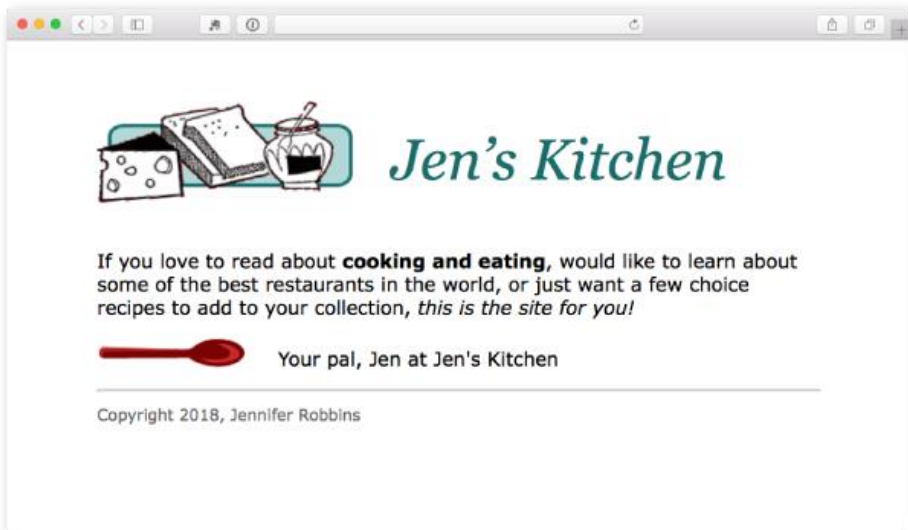 Jen’s Kitchen
If you love to read about cooking and eating, would like to learn about
some of the best restaurants in the world, or just want a few choice
recipes to add to your collection, this is the site for you!
Your pal, Jen at Jen's Kitchen
Copyright 2018, Jennifer Robbins